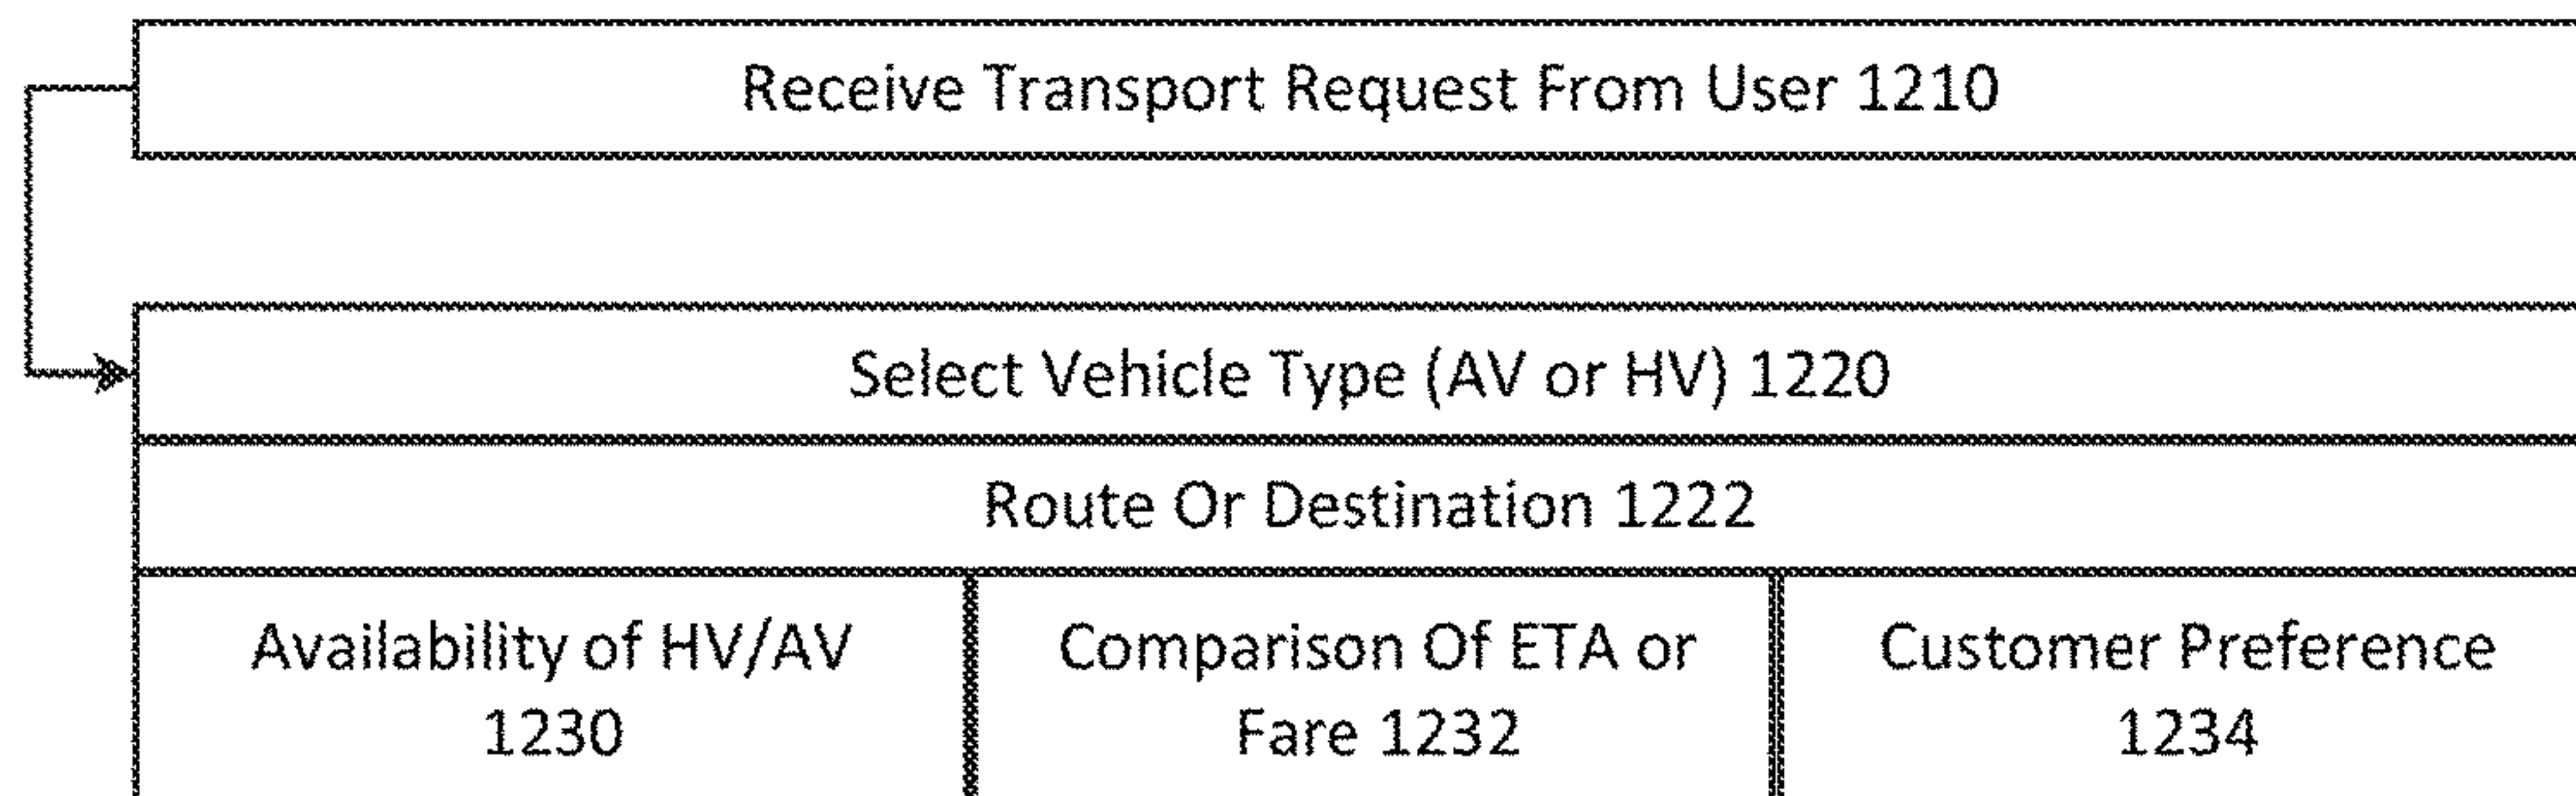 Receive Transport Request From User 1210
Select Vehicle Type (AV or HV) 1220
Route Or Destination 1222
Availability of HV/AV
1230
Comparison Of ETA or
Fare 1232
Customer Preference
1234